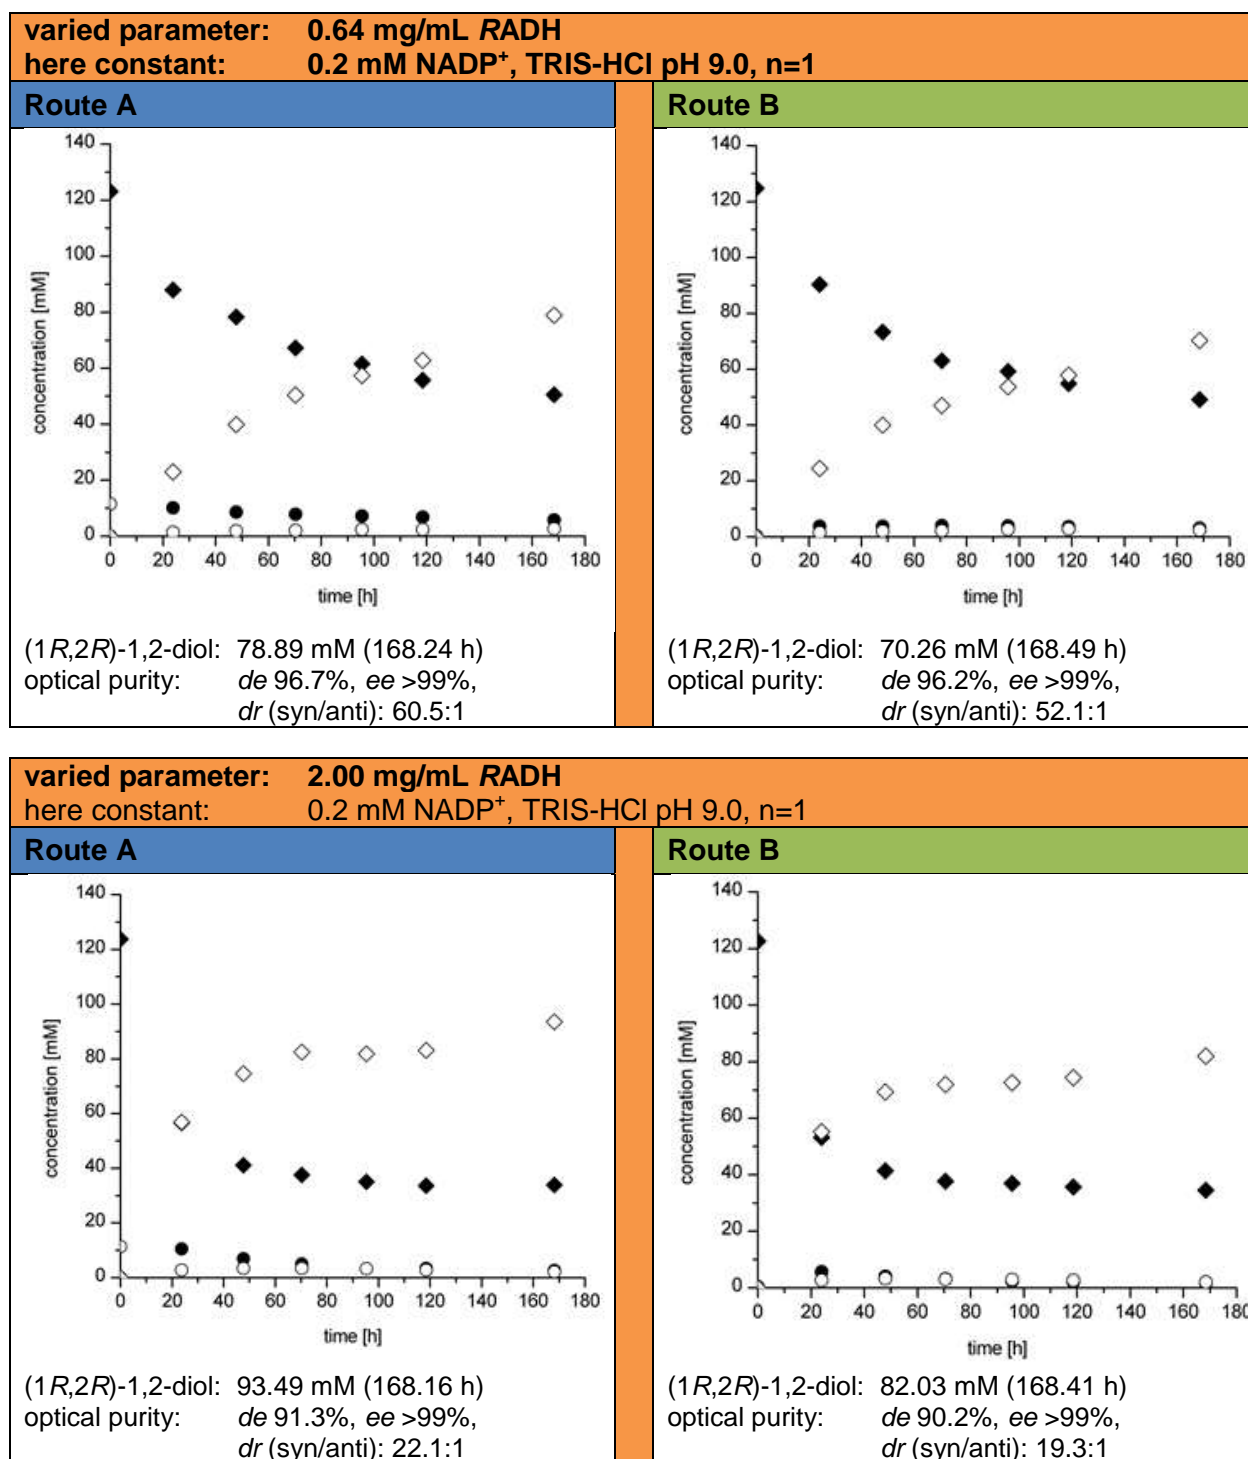 varied parameter: 0.64 mg/mL RADH
here constant: 0.2 mM NADP⁺, TRIS-HCl pH 9.0, n=1
Route A
Route B
140
120
100
80
60
40
20
0
concentration [mM]
0 20 40 60 80 100 120 140 160 180
time [h]
140
120
100
80
60
40
20
0
concentration [mM]
0 20 40 60 80 100 120 140 160 180
time [h]
(1R,2R)-1,2-diol: 78.89 mM (168.24 h)
optical purity: de 96.7%, ee >99%,
dr (syn/anti): 60.5:1
(1R,2R)-1,2-diol: 70.26 mM (168.49 h)
optical purity: de 96.2%, ee >99%,
dr (syn/anti): 52.1:1
varied parameter: 2.00 mg/mL RADH
here constant: 0.2 mM NADP⁺, TRIS-HCl pH 9.0, n=1
Route A
Route B
140
120
100
80
60
40
20
0
concentration [mM]
0 20 40 60 80 100 120 140 160 180
time [h]
140
120
100
80
60
40
20
0
concentration [mM]
0 20 40 60 80 100 120 140 160 180
time [h]
(1R,2R)-1,2-diol: 93.49 mM (168.16 h)
optical purity: de 91.3%, ee >99%,
dr (syn/anti): 22.1:1
(1R,2R)-1,2-diol: 82.03 mM (168.41 h)
optical purity: de 90.2%, ee >99%,
dr (syn/anti): 19.3:1